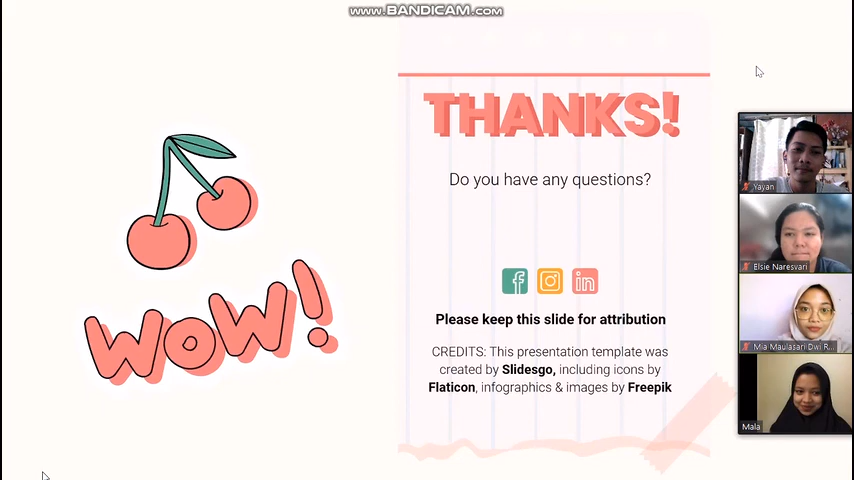 www.BANDICAM.com
THANKS!
Do you have any questions?
WOW!
Please keep this slide for attribution
CREDITS: This presentation template was
created by Slidesgo, including icons by
Flaticon, infographics & images by Freepik
Yayan
Elsie Naresvari
Mia Maulasari Dwi R...
Mala